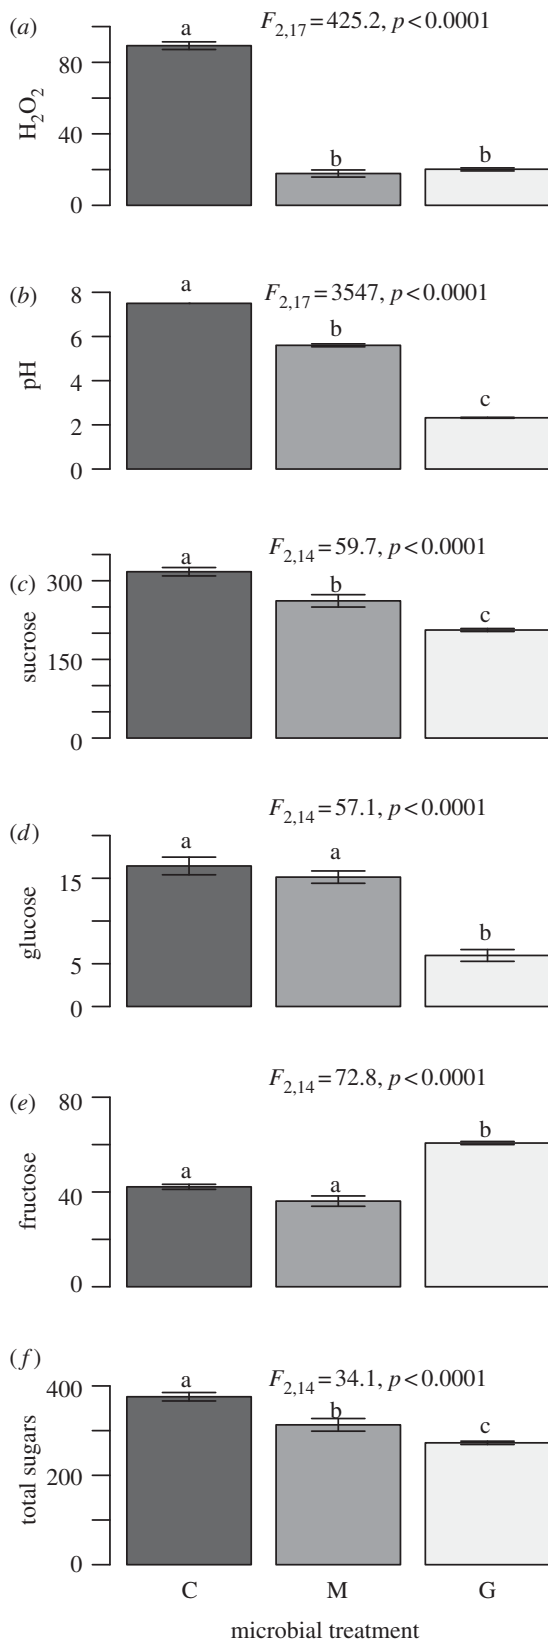 (a)
F2,17 = 425.2, p < 0.0001
H2O2
80
40
0
a
b
b
(b)
F2,17 = 3547, p < 0.0001
pH
8
6
4
2
0
a
b
c
(c)
F2,14 = 59.7, p < 0.0001
sucrose
300
150
0
a
b
c
(d)
F2,14 = 57.1, p < 0.0001
glucose
15
5
0
a
a
b
(e)
F2,14 = 72.8, p < 0.0001
fructose
80
40
0
a
a
b
(f)
F2,14 = 34.1, p < 0.0001
total sugars
400
200
0
a
b
c
C M G
microbial treatment